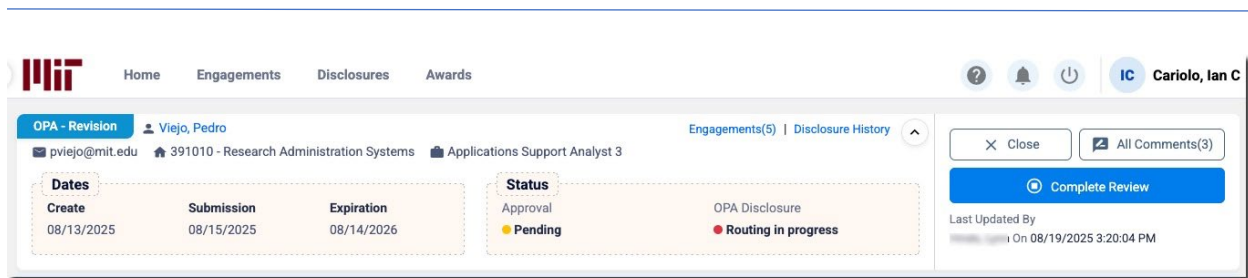 MIT Home Engagements Disclosures Awards IC Cariolo, Ian C
OPA - Revision Viejo, Pedro Engagements(5) | Disclosure History
pviejo@mit.edu 391010 - Research Administration Systems Applications Support Analyst 3
Close All Comments(3)
Complete Review
Dates
Create Submission Expiration
08/13/2025 08/15/2025 08/14/2026
Status
Approval OPA Disclosure
Pending Routing in progress
Last Updated By
On 08/19/2025 3:20:04 PM